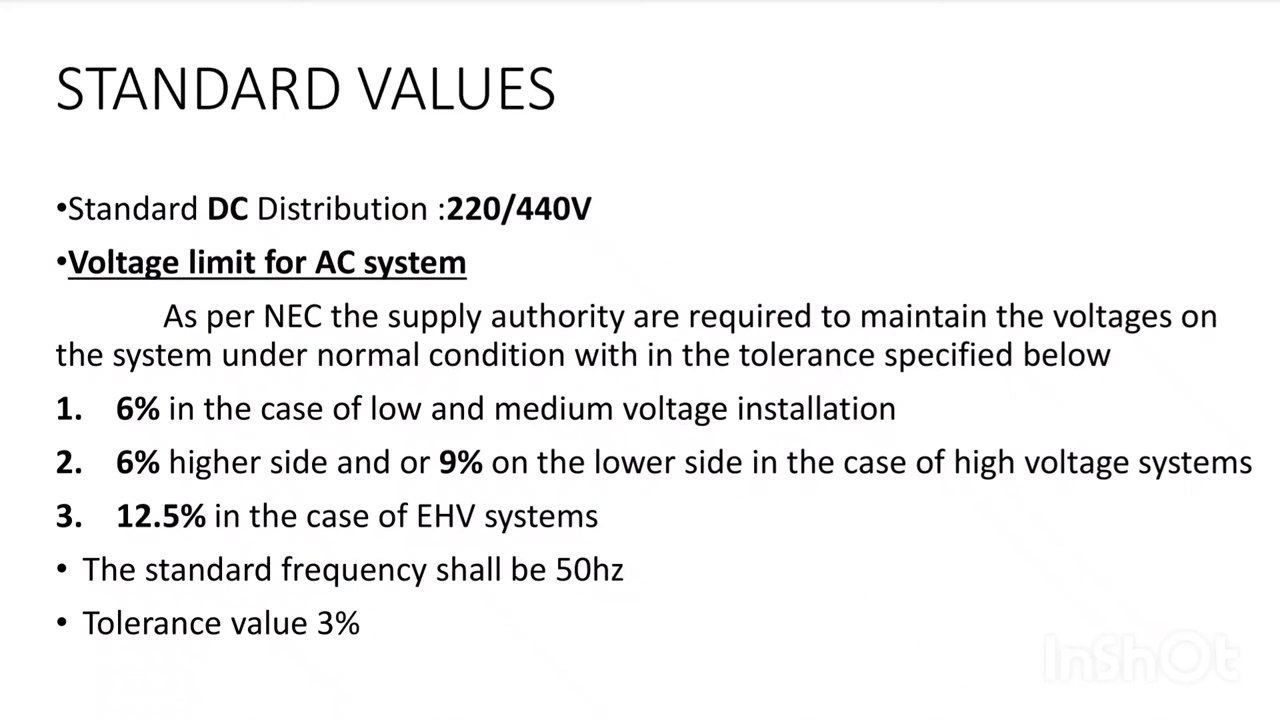 STANDARD VALUES
•Standard DC Distribution :220/440V
•Voltage limit for AC system
As per NEC the supply authority are required to maintain the voltages on
the system under normal condition with in the tolerance specified below
1. 6% in the case of low and medium voltage installation
2. 6% higher side and or 9% on the lower side in the case of high voltage systems
3. 12.5% in the case of EHV systems
• The standard frequency shall be 50hz
• Tolerance value 3%
InShOt